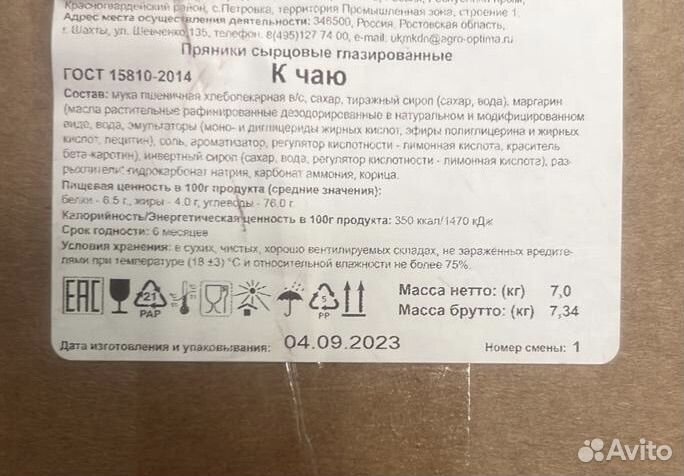 Красногвардейский район, с.Петровка, территория Промышленная зона, строение 1.
Адрес места осуществления деятельности: 346500, Россия, Ростовская область,
г. Шахты, ул. Шевченко,135, телефон. 8(495)127 74 00, e-mail: ukmkdn@agro-optima.ru
Пряники сырцовые глазированные
ГОСТ 15810-2014 К чаю
Состав: мука пшеничная хлебопекарная в/с, сахар, тиражный сироп (сахар, вода), маргарин
(масла растительные рафинированные дезодорированные в натуральном и модифицированном
виде, вода, эмульгаторы (моно- и диглицериды жирных кислот, эфиры полиглицерина и жирных
кислот, лецитин), соль, ароматизатор, регулятор кислотности - лимонная кислота, краситель
бета-каротин), инвертный сироп (сахар, вода, регулятор кислотности - лимонная кислота), раз-
рыхлители: гидрокарбонат натрия, карбонат аммония, корица.
Пищевая ценность в 100г продукта (средние значения):
белки - 6.5 г., жиры - 4.0 г, углеводы - 76.0 г.
Калорийность/Энергетическая ценность в 100г продукта: 350 ккал/1470 кДж
Срок годности: 6 месяцев
Условия хранения: в сухих, чистых, хорошо вентилируемых складах, не зараженных вредите-
лями при температуре (18 ±3) °С и относительной влажности не более 75%.
EAC 21 PAP 5 PP
Масса нетто: (кг) 7,0
Масса брутто: (кг) 7,34
Дата изготовления и упаковывания: 04.09.2023 Номер смены: 1
Avito